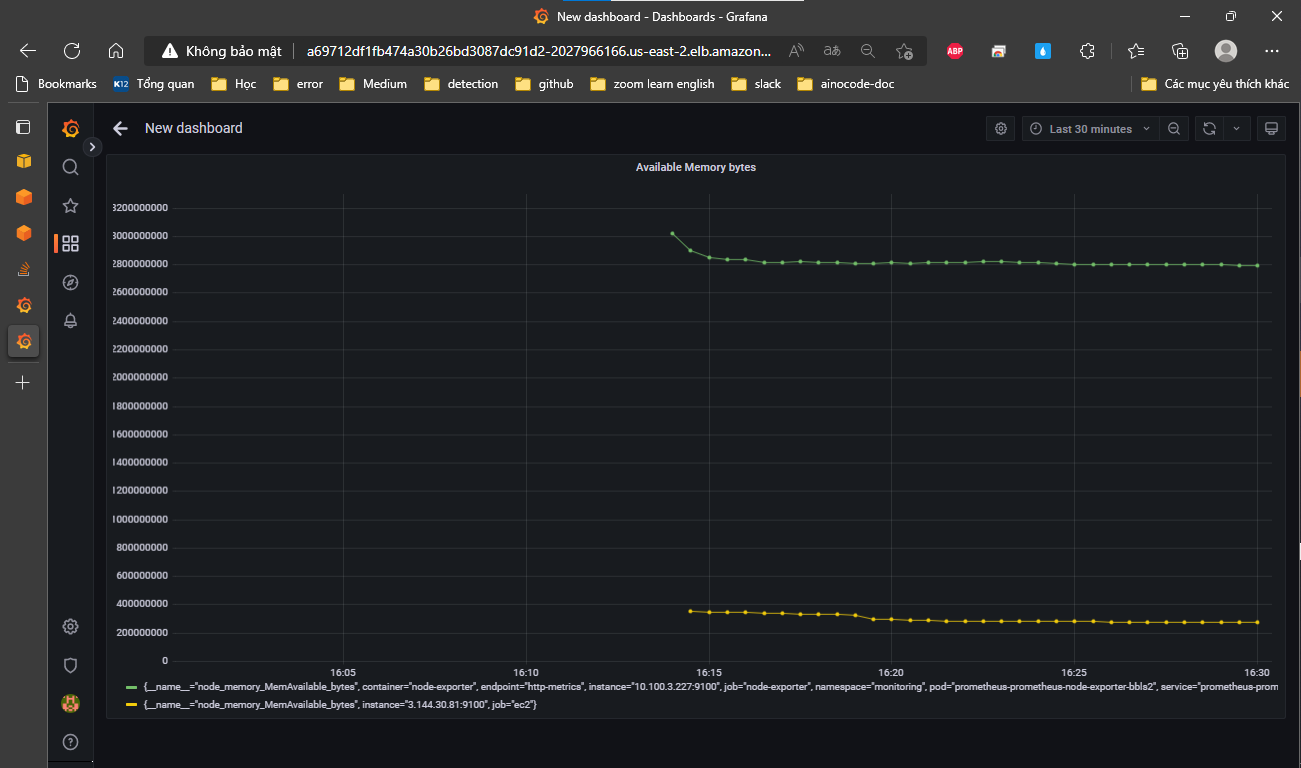 New dashboard - Dashboards - Grafana
Không bảo mật
a69712df1fb474a30b26bd3087dc91d2-2027966166.us-east-2.elb.amazon...
ABP
Bookmarks
K12 Tổng quan
Học
error
Medium
detection
github
zoom learn english
slack
ainocode-doc
Các mục yêu thích khác
New dashboard
Last 30 minutes
Available Memory bytes
3200000000
3000000000
2800000000
2600000000
2400000000
2200000000
2000000000
1800000000
1600000000
1400000000
1200000000
1000000000
800000000
600000000
400000000
200000000
0
16:05
16:10
16:15
16:20
16:25
16:30
{__name__="node_memory_MemAvailable_bytes", container="node-exporter", endpoint="http-metrics", instance="10.100.3.227:9100", job="node-exporter", namespace="monitoring", pod="prometheus-prometheus-node-exporter-bbls2", service="prometheus-prom
{__name__="node_memory_MemAvailable_bytes", instance="3.144.30.81:9100", job="ec2"}